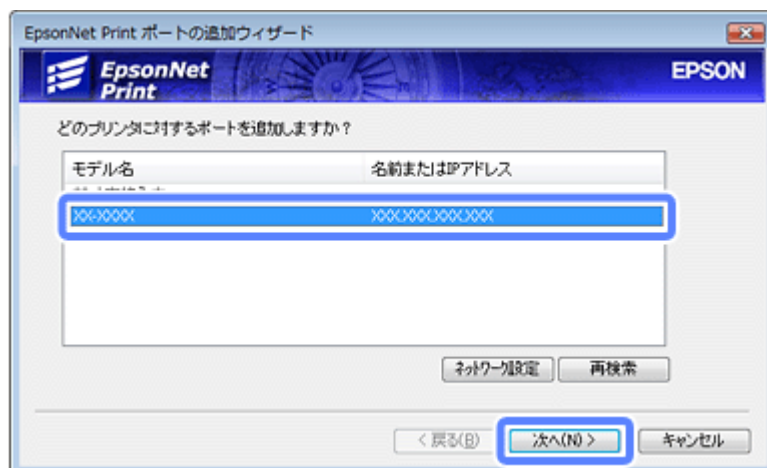 EpsonNet Print ポートの追加ウィザード
EpsonNet
Print
EPSON
どのプリンタに対するポートを追加しますか？
モデル名 名前またはIPアドレス
XX-XXXX XXX.XXX.XXX.XXX
ネットワーク設定 再検索
< 戻る(B) 次へ(N) > キャンセル